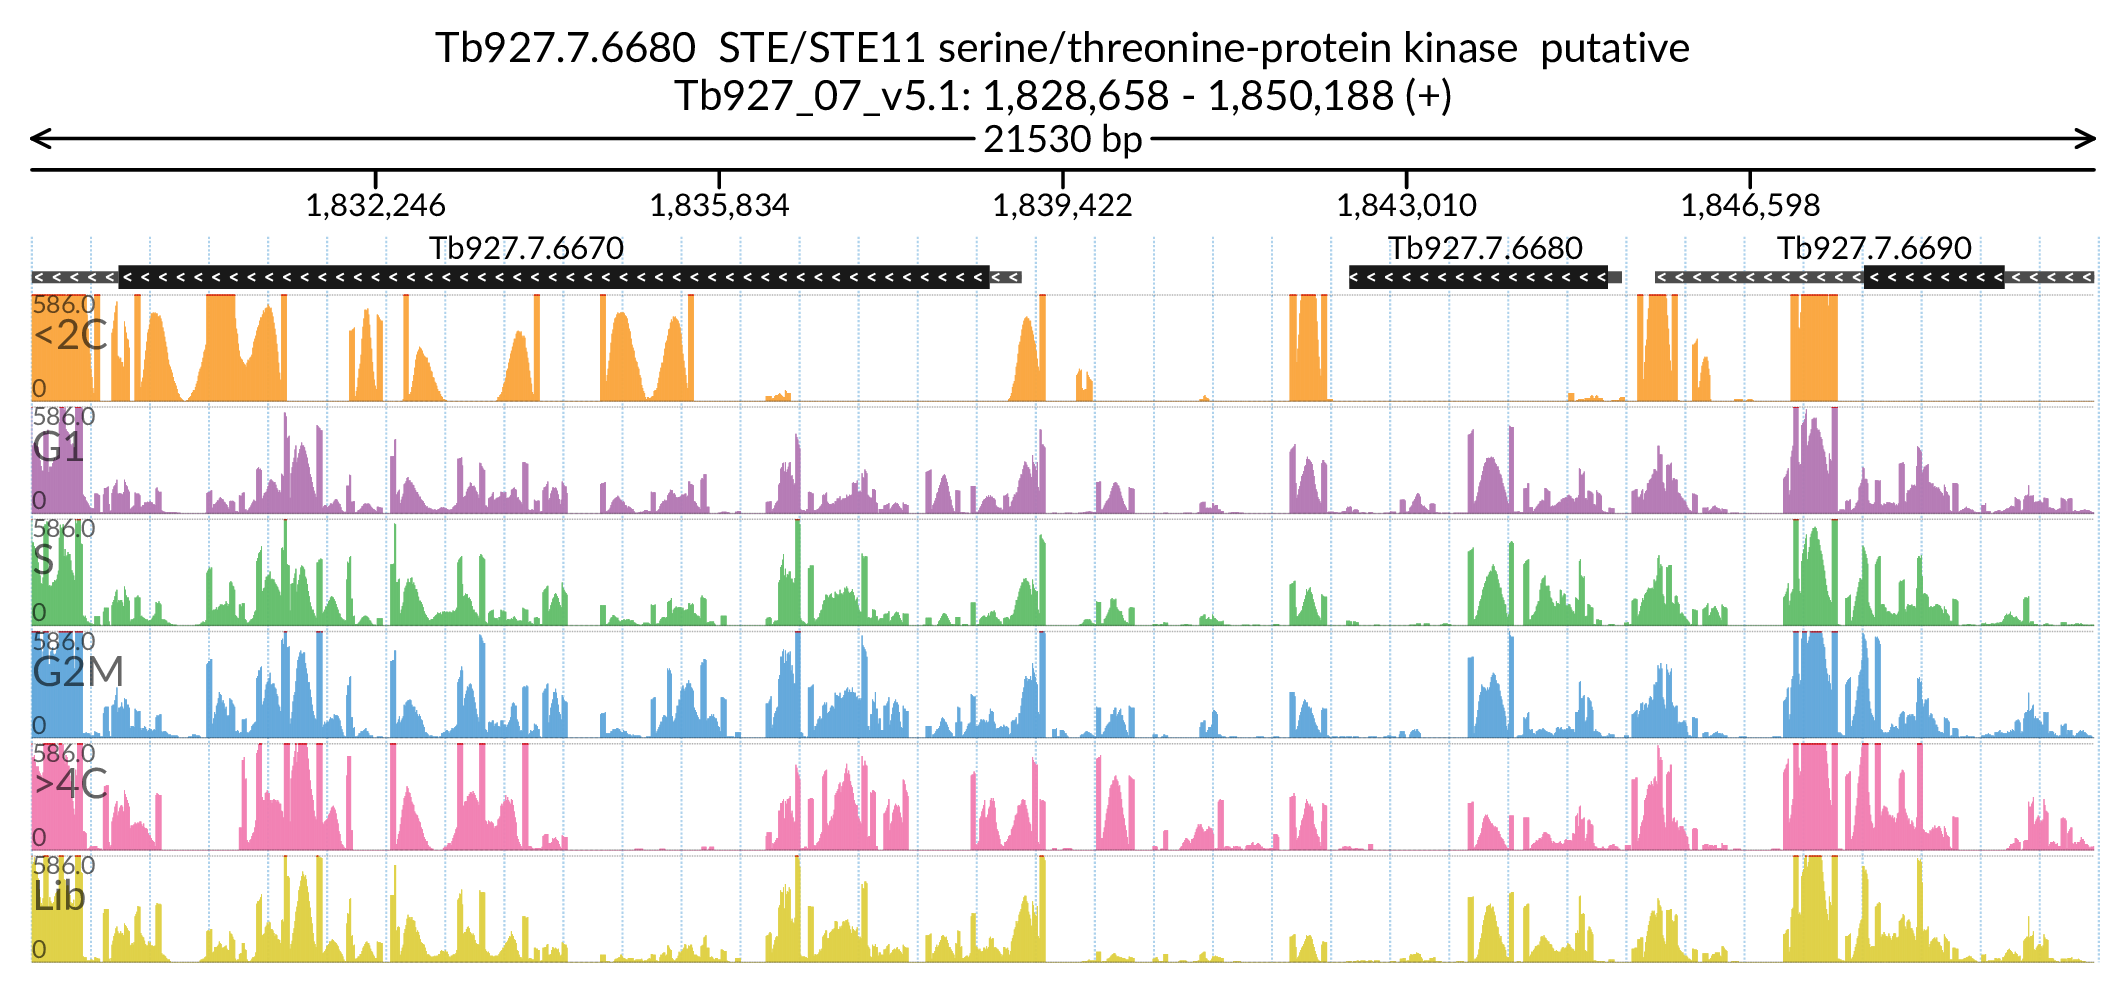 Tb927.7.6680  STE/STE11 serine/threonine-protein kinase  putative
Tb927_07_v5.1: 1,828,658 - 1,850,188 (+)
21530 bp
1,832,246 1,835,834 1,839,422 1,843,010 1,846,598
Tb927.7.6670 Tb927.7.6680 Tb927.7.6690
586.0
<2C
0
586.0
G1
0
586.0
S
0
586.0
G2M
0
586.0
>4C
0
586.0
Lib
0